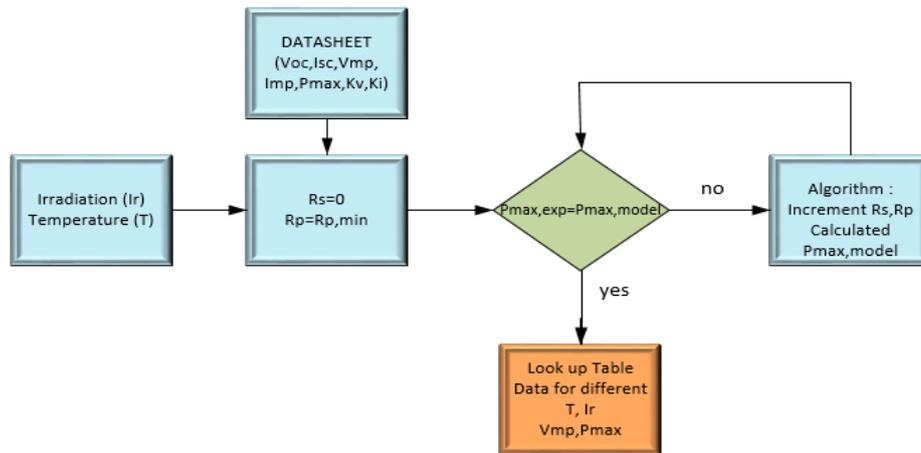 DATASHEET
(Voc,Isc,Vmp,
Imp,Pmax,Kv,Ki)
Irradiation (Ir)
Temperature (T)
Rs=0
Rp=Rp,min
Pmax,exp=Pmax,model
no
Algorithm :
Increment Rs,Rp
Calculated
Pmax,model
yes
Look up Table
Data for different
T, Ir
Vmp,Pmax